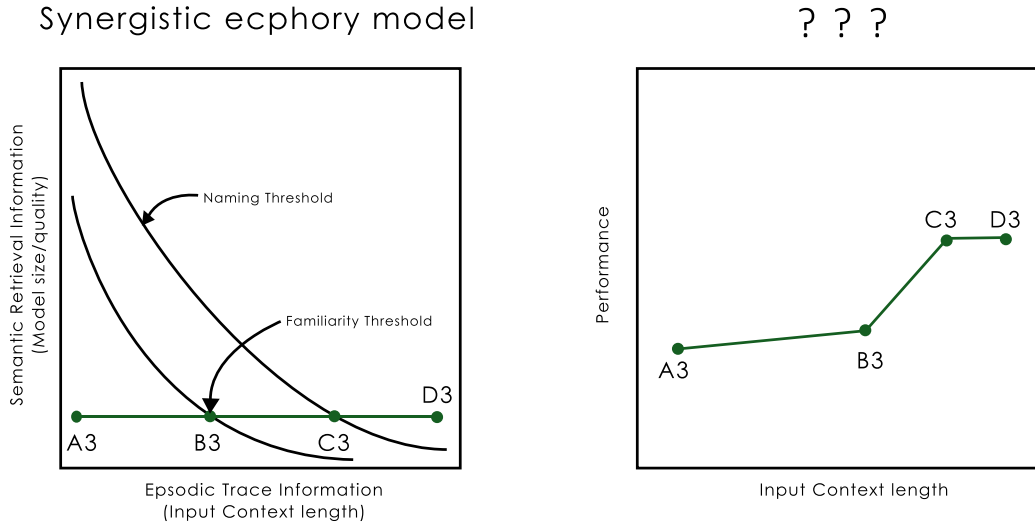 Synergistic ecphory model
Semantic Retrieval Information
(Model size/quality)
Naming Threshold
Familiarity Threshold
A3
B3
C3
D3
Epsodic Trace Information
(Input Context length)
? ? ?
Performance
A3
B3
C3
D3
Input Context length